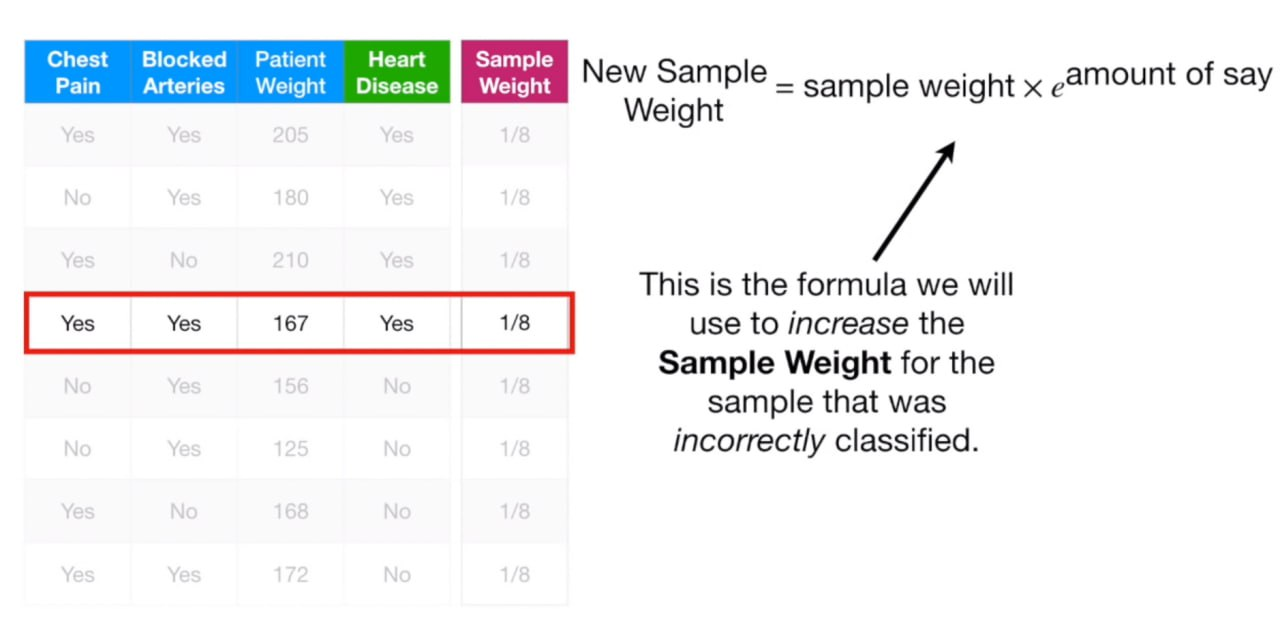 Chest Pain Blocked Arteries Patient Weight Heart Disease Sample Weight
Yes Yes 205 Yes 1/8
No Yes 180 Yes 1/8
Yes No 210 Yes 1/8
Yes Yes 167 Yes 1/8
No Yes 156 No 1/8
No Yes 125 No 1/8
Yes No 168 No 1/8
Yes Yes 172 No 1/8
New Sample Weight = sample weight × e^amount of say
This is the formula we will
use to increase the
Sample Weight for the
sample that was
incorrectly classified.